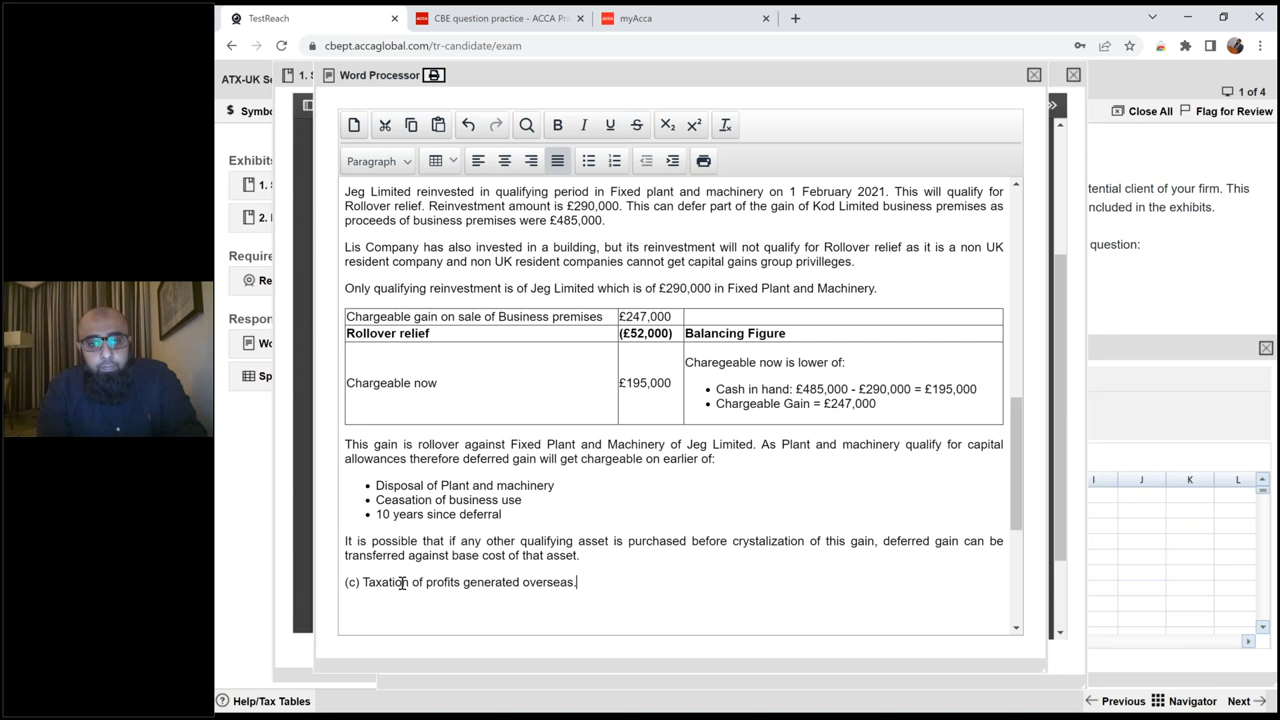 TestReach
CBE question practice - ACCA Pra
myAcca
cbept.accaglobal.com/tr-candidate/exam
ATX-UK Se
1. S
Word Processor
1 of 4
$ Symbo
Close All
Flag for Review
Paragraph
Exhibits
1.
2.
Require
Re
Respon
Wo
Sp
tential client of your firm. This
ncluded in the exhibits.
question:
Jeg Limited reinvested in qualifying period in Fixed plant and machinery on 1 February 2021. This will qualify for
Rollover relief. Reinvestment amount is £290,000. This can defer part of the gain of Kod Limited business premises as
proceeds of business premises were £485,000.
Lis Company has also invested in a building, but its reinvestment will not qualify for Rollover relief as it is a non UK
resident company and non UK resident companies cannot get capital gains group privilleges.
Only qualifying reinvestment is of Jeg Limited which is of £290,000 in Fixed Plant and Machinery.
Chargeable gain on sale of Business premises £247,000
Rollover relief (£52,000) Balancing Figure
Charegeable now is lower of:
Chargeable now £195,000
• Cash in hand: £485,000 - £290,000 = £195,000
• Chargeable Gain = £247,000
This gain is rollover against Fixed Plant and Machinery of Jeg Limited. As Plant and machinery qualify for capital
allowances therefore deferred gain will get chargeable on earlier of:
• Disposal of Plant and machinery
• Ceasation of business use
• 10 years since deferral
It is possible that if any other qualifying asset is purchased before crystalization of this gain, deferred gain can be
transferred against base cost of that asset.
(c) Taxation of profits generated overseas.
I J K L
Help/Tax Tables
Previous
Navigator
Next